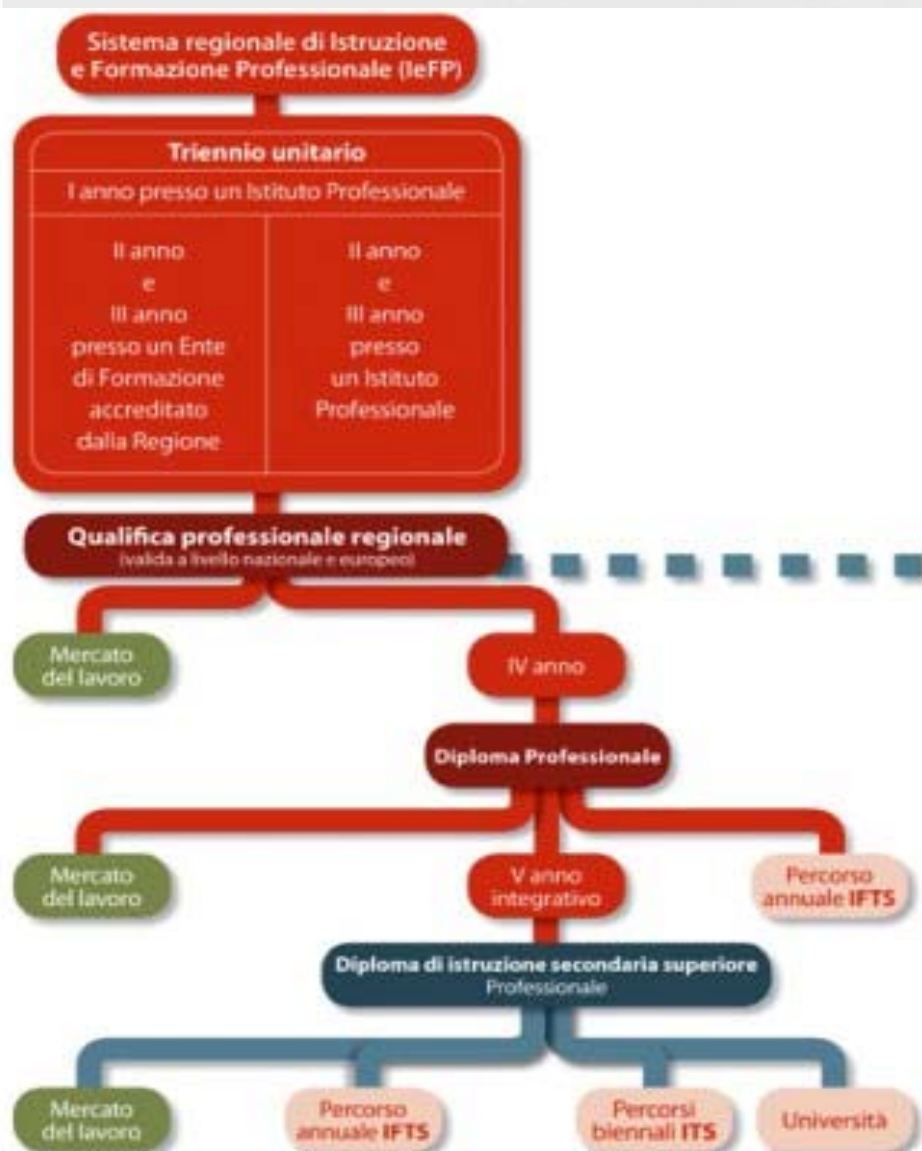 Sistema regionale di Istruzione
e Formazione Professionale (IeFP)
Triennio unitario
I anno presso un Istituto Professionale
II anno
e
III anno
presso un Ente
di Formazione
accreditato
dalla Regione
II anno
e
III anno
presso
un Istituto
Professionale
Qualifica professionale regionale
(valida a livello nazionale e europeo)
Mercato
del lavoro
IV anno
Diploma Professionale
Mercato
del lavoro
V anno
integrativo
Percorso
annuale IFTS
Diploma di istruzione secondaria superiore
Professionale
Mercato
del lavoro
Percorso
annuale IFTS
Percorsi
biennali ITS
Università